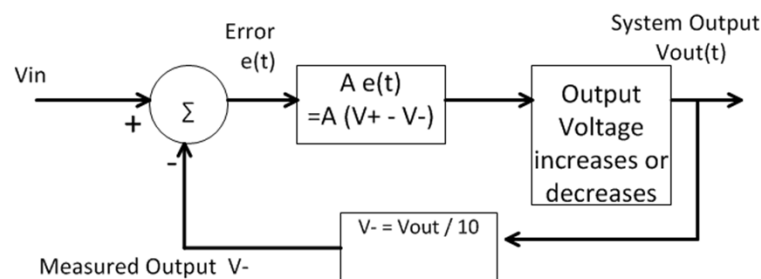 System Output
Vout(t)
Error
e(t)
Vin
+
Σ
-
A e(t)
=A (V+ - V-)
Output
Voltage
increases or
decreases
V- = Vout / 10
Measured Output V-